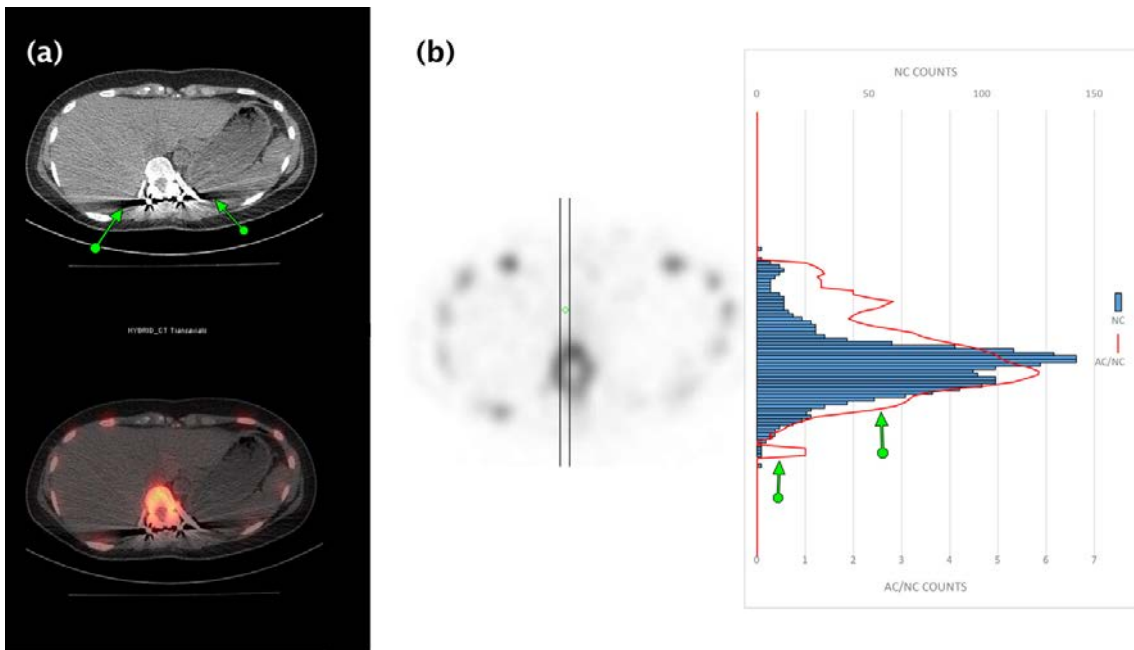 (a)
HYBRID_CT Transaxials
(b)
NC COUNTS
0 50 100 150
NC
AC/NC
0 1 2 3 4 5 6 7
AC/NC COUNTS